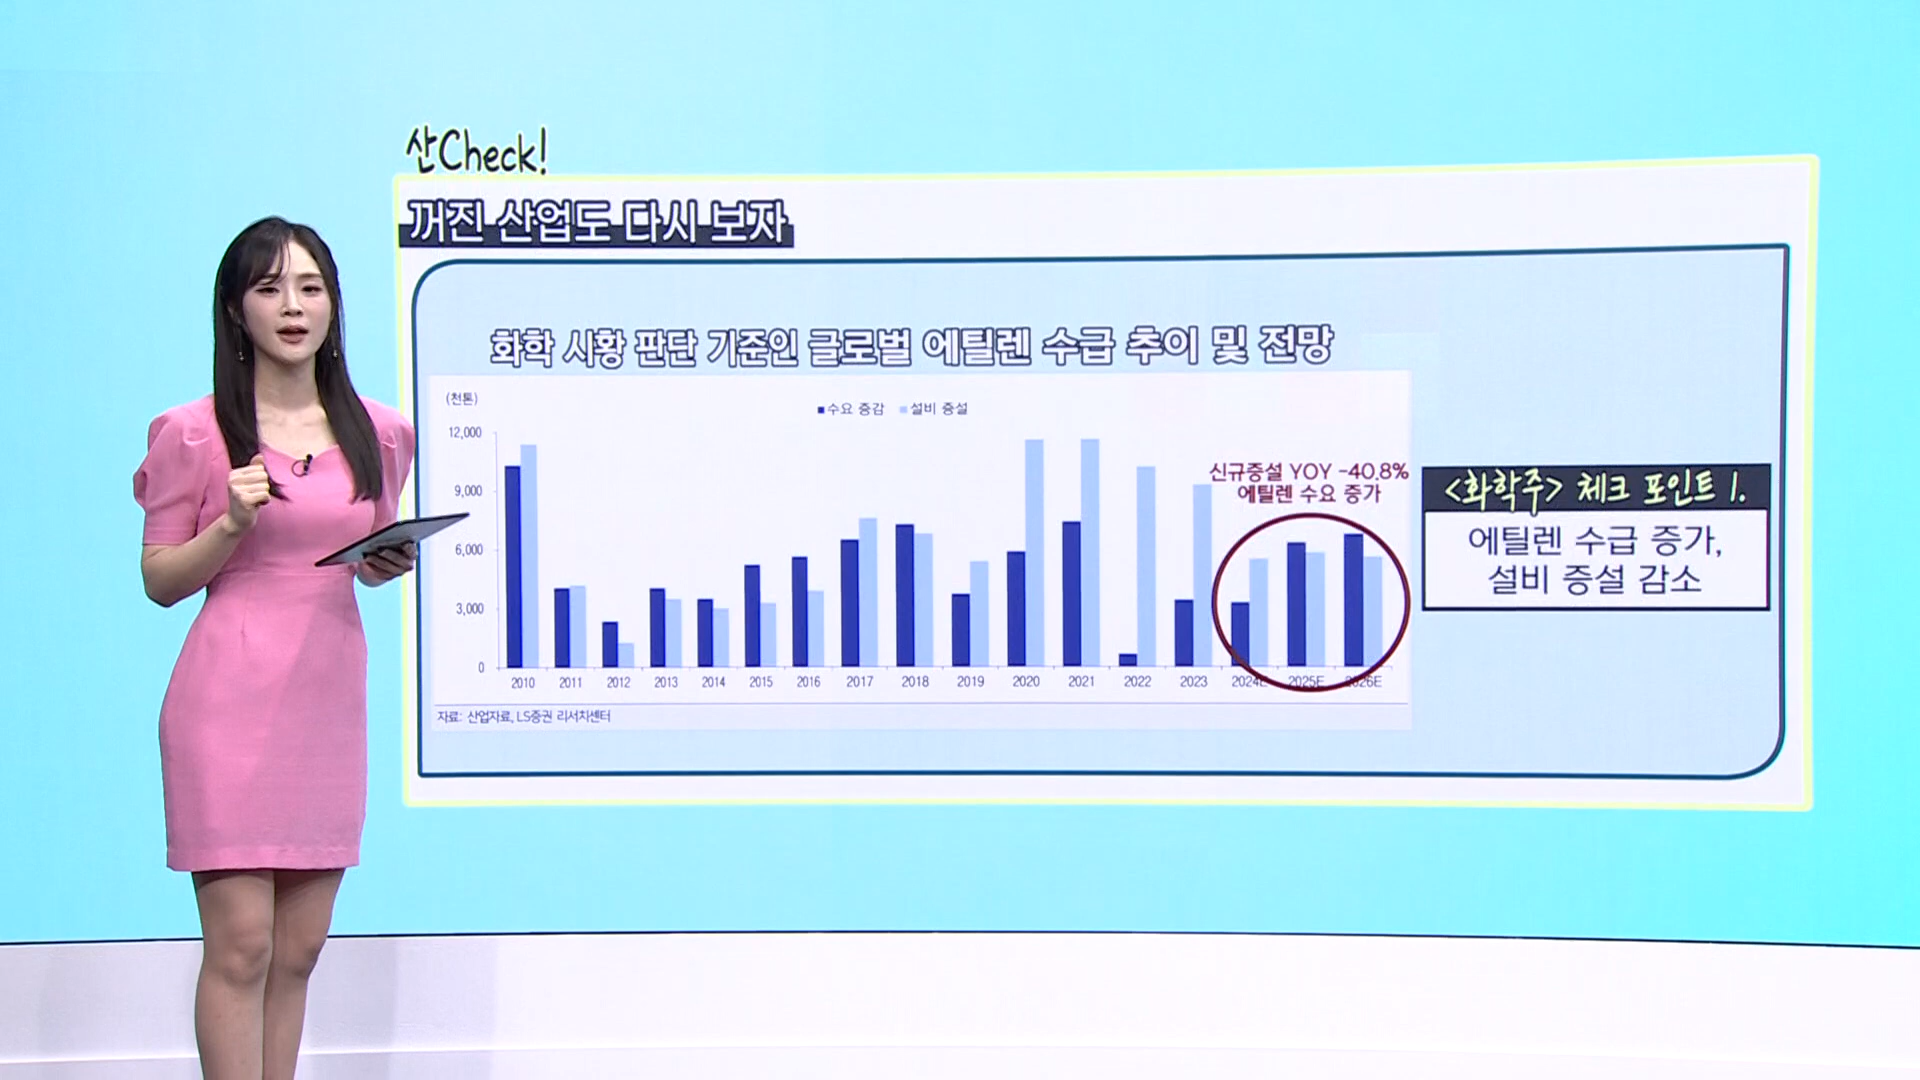 산Check!
꺼진 산업도 다시 보자
화학 시황 판단 기준인 글로벌 에틸렌 수급 추이 및 전망
(천톤)
■수요 증감 ■설비 증설
12,000
9,000
6,000
3,000
0
신규증설 YOY -40.8%
에틸렌 수요 증가
2010 2011 2012 2013 2014 2015 2016 2017 2018 2019 2020 2021 2022 2023 2024E 2025E 2026E
자료: 산업자료, LS증권 리서치센터
<화학주> 체크 포인트 1.
에틸렌 수급 증가,
설비 증설 감소